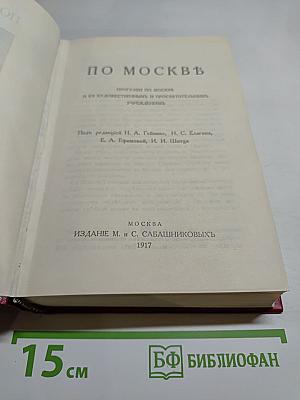 ПО МОСКВѢ
ПРОГУЛКИ ПО МОСКВѢ
И ЕЯ ХУДОЖЕСТВЕННЫМЪ И ПРОСВѢТИТЕЛЬНЫМЪ
УЧРЕЖДЕНІЯМЪ
Подъ редакціей Н. А. Гейнике, Н. С. Елагина,
Е. А. Ефимовой, И. И. Шитца
МОСКВА
ИЗДАНІЕ М. и С. САБАШНИКОВЫХЪ
1917
15 см
БФ БИБЛИОФАН